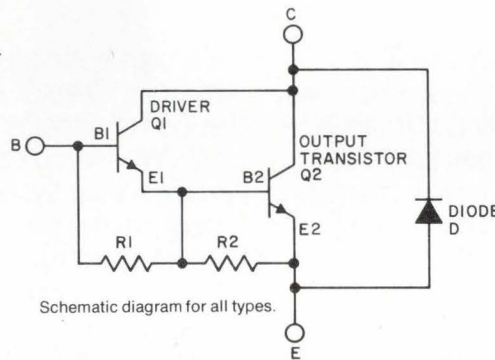 C
DRIVER
Q1
B
B1
E1
OUTPUT
TRANSISTOR
Q2
B2
E2
DIODE
D
R1
R2
Schematic diagram for all types.
E